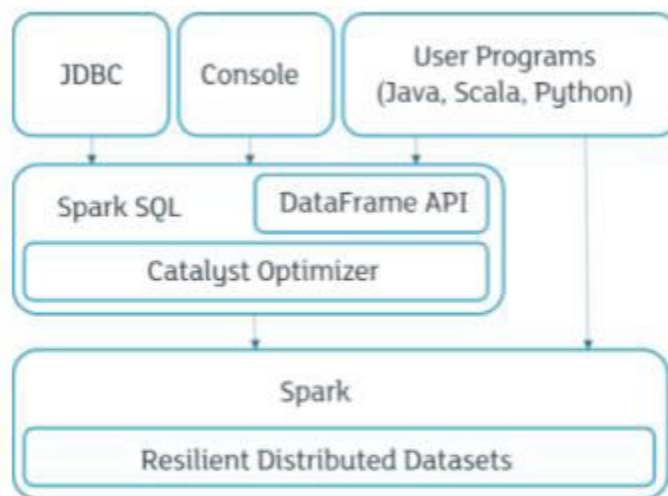 JDBC
Console
User Programs
(Java, Scala, Python)
Spark SQL
DataFrame API
Catalyst Optimizer
Spark
Resilient Distributed Datasets